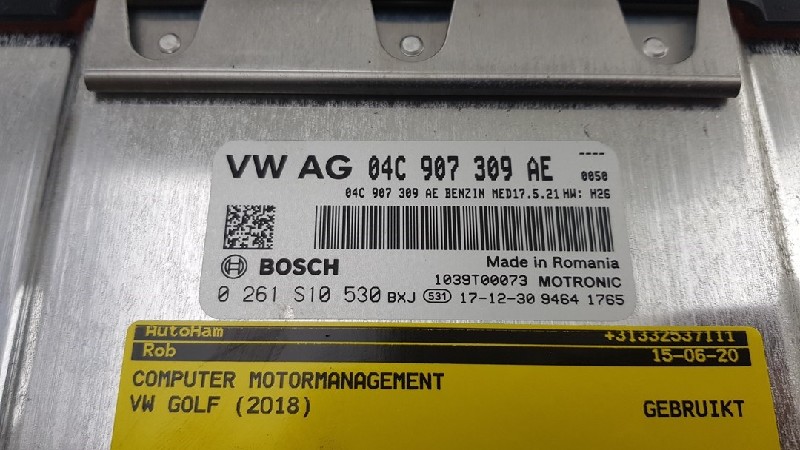 VW AG 04C 907 309 AE
----
0050
04C 907 309 AE BENZIN MED17.5.21 HW: H26
Made in Romania
BOSCH
1039T00073 MOTRONIC
0 261 S10 530 BXJ 531 17-12-30 9464 1765
AutoHam +31332537111
Rob 15-06-20
COMPUTER MOTORMANAGEMENT
VW GOLF (2018) GEBRUIKT